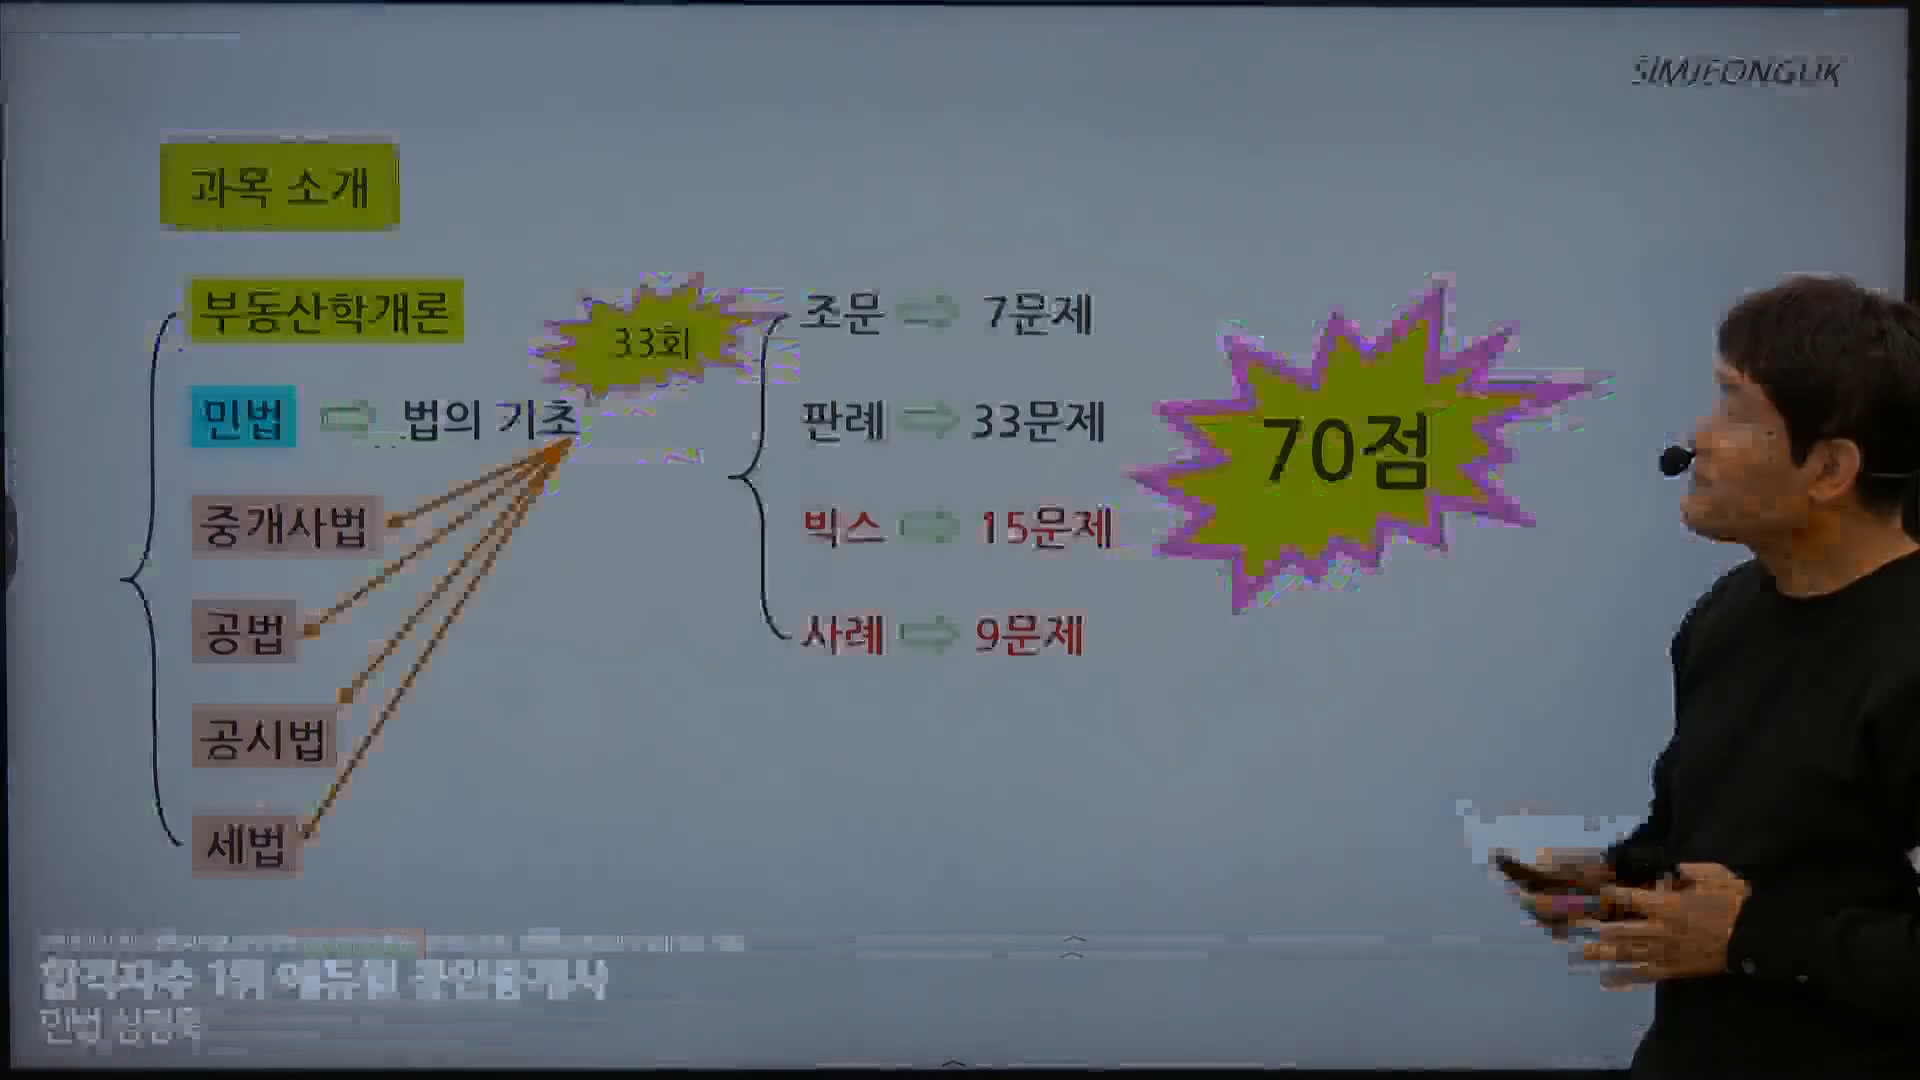 SIMJEONGUK
과목 소개
부동산학개론
민법 ⇨ 법의 기초
중개사법
공법
공시법
세법
33회
조문 ⇨ 7문제
판례 ⇨ 33문제
박스 ⇨ 15문제
사례 ⇨ 9문제
70점
합격자수 1위 에듀윌 공인중개사
민법 심정욱